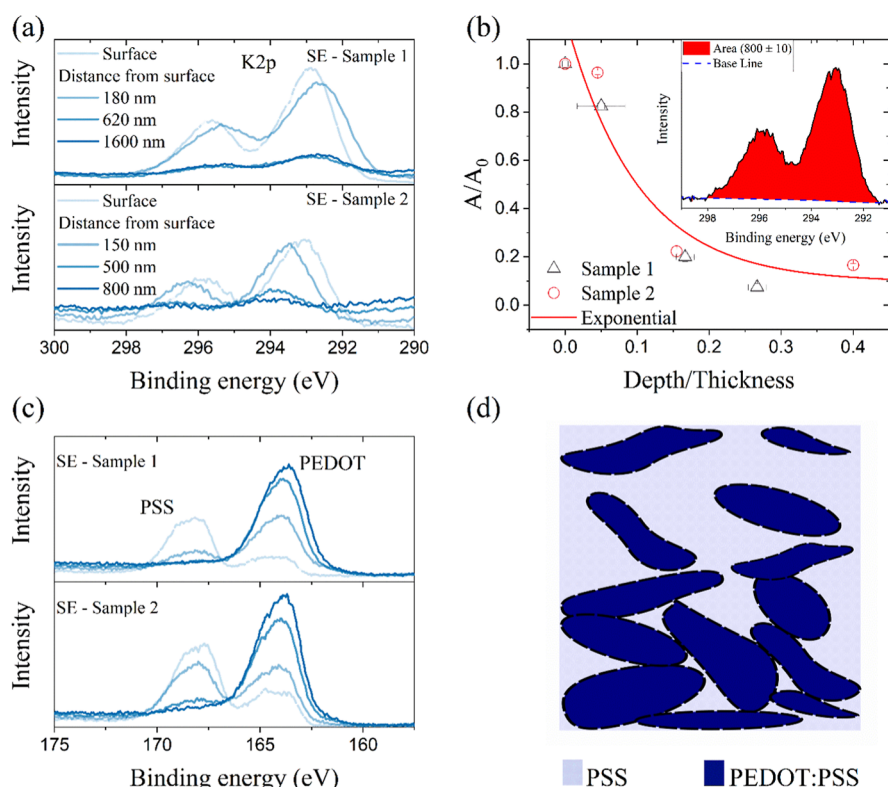 (a)
Intensity
Surface
Distance from surface
180 nm
620 nm
1600 nm
K2p
SE - Sample 1
Intensity
Surface
Distance from surface
150 nm
500 nm
800 nm
SE - Sample 2
300 298 296 294 292 290
Binding energy (eV)
(b)
A/A0
1.0
0.8
0.6
0.4
0.2
0.0
Area (800 ± 10)
Base Line
Intensity
298 296 294 292
Binding energy (eV)
Sample 1
Sample 2
Exponential
0.0 0.1 0.2 0.3 0.4
Depth/Thickness
(c)
Intensity
SE - Sample 1
PEDOT
PSS
Intensity
SE - Sample 2
175 170 165 160
Binding energy (eV)
(d)
PSS PEDOT:PSS